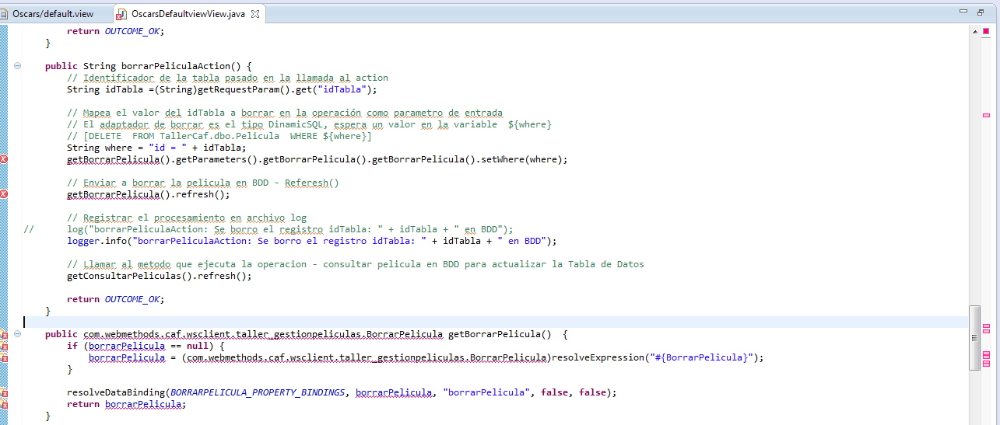 Oscars/default.view OscarsDefaultviewView.java
return OUTCOME_OK;
}
public String borrarPeliculaAction() {
// Identificador de la tabla pasado en la llamada al action
String idTabla =(String)getRequestParam().get("idTabla");
// Mapea el valor del idTabla a borrar en la operación como parametro de entrada
// El adaptador de borrar es el tipo DinamicSQL, espera un valor en la variable  ${where}
// [DELETE  FROM TallerCaf.dbo.Pelicula  WHERE ${where}]
String where = "id = " + idTabla;
getBorrarPelicula().getParameters().getBorrarPelicula().getBorrarPelicula().setWhere(where);
// Enviar a borrar la pelicula en BDD - Referesh()
getBorrarPelicula().refresh();
// Registrar el procesamiento en archivo log
//      log("borrarPeliculaAction: Se borro el registro idTabla: " + idTabla + " en BDD");
logger.info("borrarPeliculaAction: Se borro el registro idTabla: " + idTabla + " en BDD");
// Llamar al metodo que ejecuta la operacion - consultar pelicula en BDD para actualizar la Tabla de Datos
getConsultarPeliculas().refresh();
return OUTCOME_OK;
}
public com.webmethods.caf.wsclient.taller_gestionpeliculas.BorrarPelicula getBorrarPelicula()  {
if (borrarPelicula == null) {
borrarPelicula = (com.webmethods.caf.wsclient.taller_gestionpeliculas.BorrarPelicula)resolveExpression("#{BorrarPelicula}");
}
resolveDataBinding(BORRARPELICULA_PROPERTY_BINDINGS, borrarPelicula, "borrarPelicula", false, false);
return borrarPelicula;
}